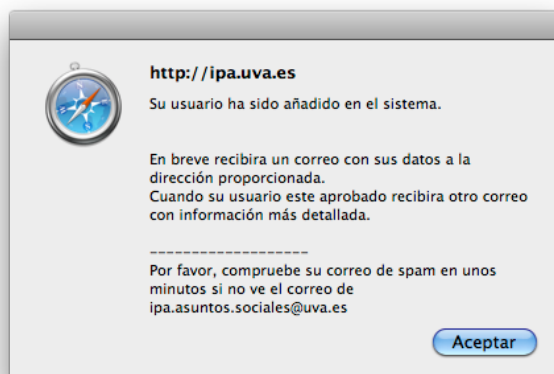 http://ipa.uva.es
Su usuario ha sido añadido en el sistema.
En breve recibira un correo con sus datos a la
dirección proporcionada.
Cuando su usuario este aprobado recibira otro correo
con información más detallada.
-------------------
Por favor, compruebe su correo de spam en unos
minutos si no ve el correo de
ipa.asuntos.sociales@uva.es
Aceptar